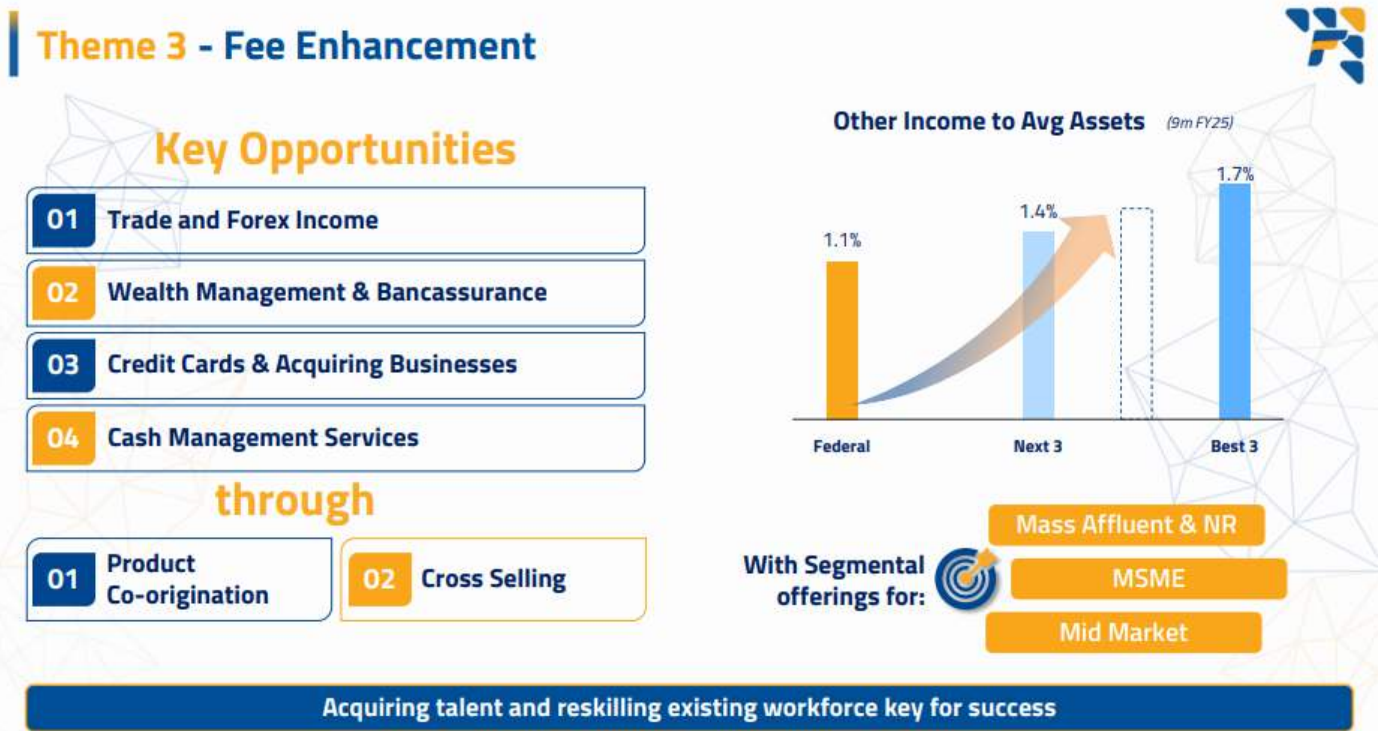 Theme 3 - Fee Enhancement
Key Opportunities
01 Trade and Forex Income
02 Wealth Management & Bancassurance
03 Credit Cards & Acquiring Businesses
04 Cash Management Services
through
01 Product
Co-origination
02 Cross Selling
Other Income to Avg Assets (9m FY25)
1.1%
1.4%
1.7%
Federal
Next 3
Best 3
With Segmental
offerings for:
Mass Affluent & NR
MSME
Mid Market
Acquiring talent and reskilling existing workforce key for success